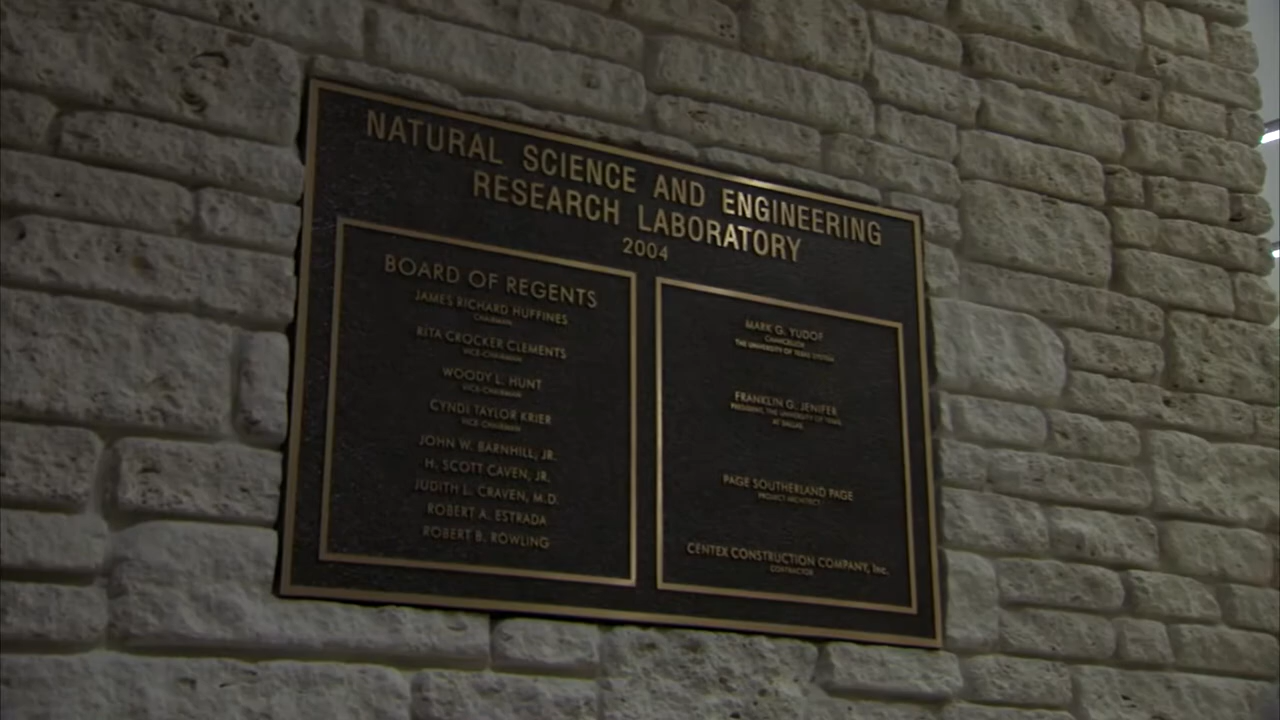 NATURAL SCIENCE AND ENGINEERING
RESEARCH LABORATORY
2004
BOARD OF REGENTS
JAMES RICHARD HUFFINES
CHAIRMAN
RITA CROCKER CLEMENTS
VICE-CHAIRMAN
WOODY L. HUNT
VICE-CHAIRMAN
CYNDI TAYLOR KRIER
VICE-CHAIRMAN
JOHN W. BARNHILL, JR.
H. SCOTT CAVEN, JR.
JUDITH L. CRAVEN, M.D.
ROBERT A. ESTRADA
ROBERT B. ROWLING
MARK G. YUDOF
CHANCELLOR
THE UNIVERSITY OF TEXAS SYSTEM
FRANKLIN G. JENIFER
PRESIDENT, THE UNIVERSITY OF TEXAS
AT DALLAS
PAGE SOUTHERLAND PAGE
PROJECT ARCHITECT
CENTEX CONSTRUCTION COMPANY, Inc.
CONTRACTOR